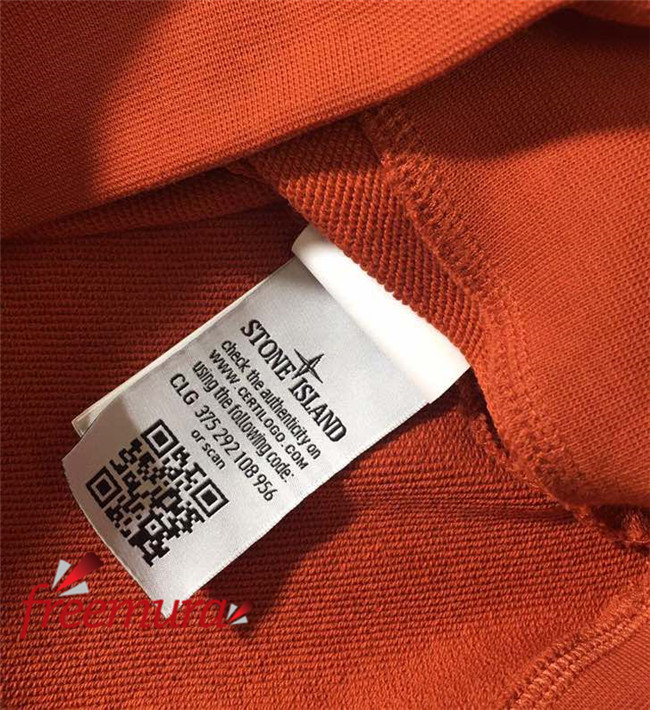 STONE ISLAND
check the authenticity on
WWW.CERTILOGO.COM
using the following code:
CLG 375 292 108 956
or scan
freemura